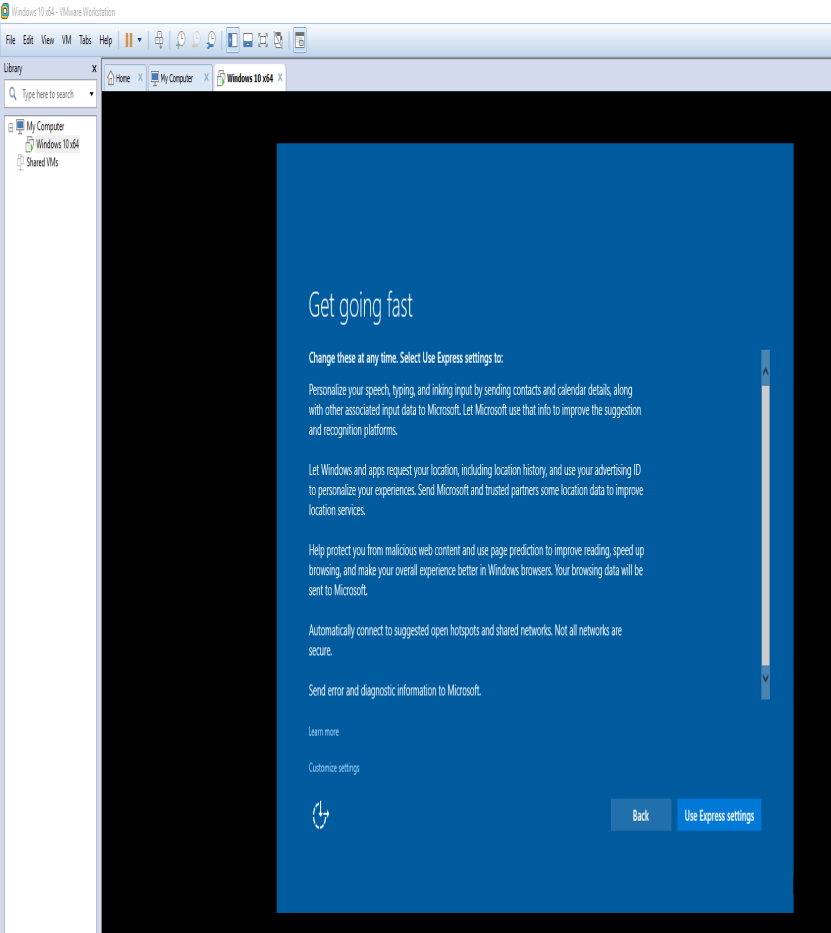 Windows 10 x64 - VMware Workstation
File Edit View VM Tabs Help
Library x
Home x My Computer x Windows 10 x64 x
Type here to search
My Computer
Windows 10 x64
Shared VMs
Get going fast
Change these at any time. Select Use Express settings to:
Personalize your speech, typing, and inking input by sending contacts and calendar details, along
with other associated input data to Microsoft. Let Microsoft use that info to improve the suggestion
and recognition platforms.
Let Windows and apps request your location, including location history, and use your advertising ID
to personalize your experiences. Send Microsoft and trusted partners some location data to improve
location services.
Help protect you from malicious web content and use page prediction to improve reading, speed up
browsing, and make your overall experience better in Windows browsers. Your browsing data will be
sent to Microsoft.
Automatically connect to suggested open hotspots and shared networks. Not all networks are
secure.
Send error and diagnostic information to Microsoft.
Learn more
Customize settings
Back Use Express settings